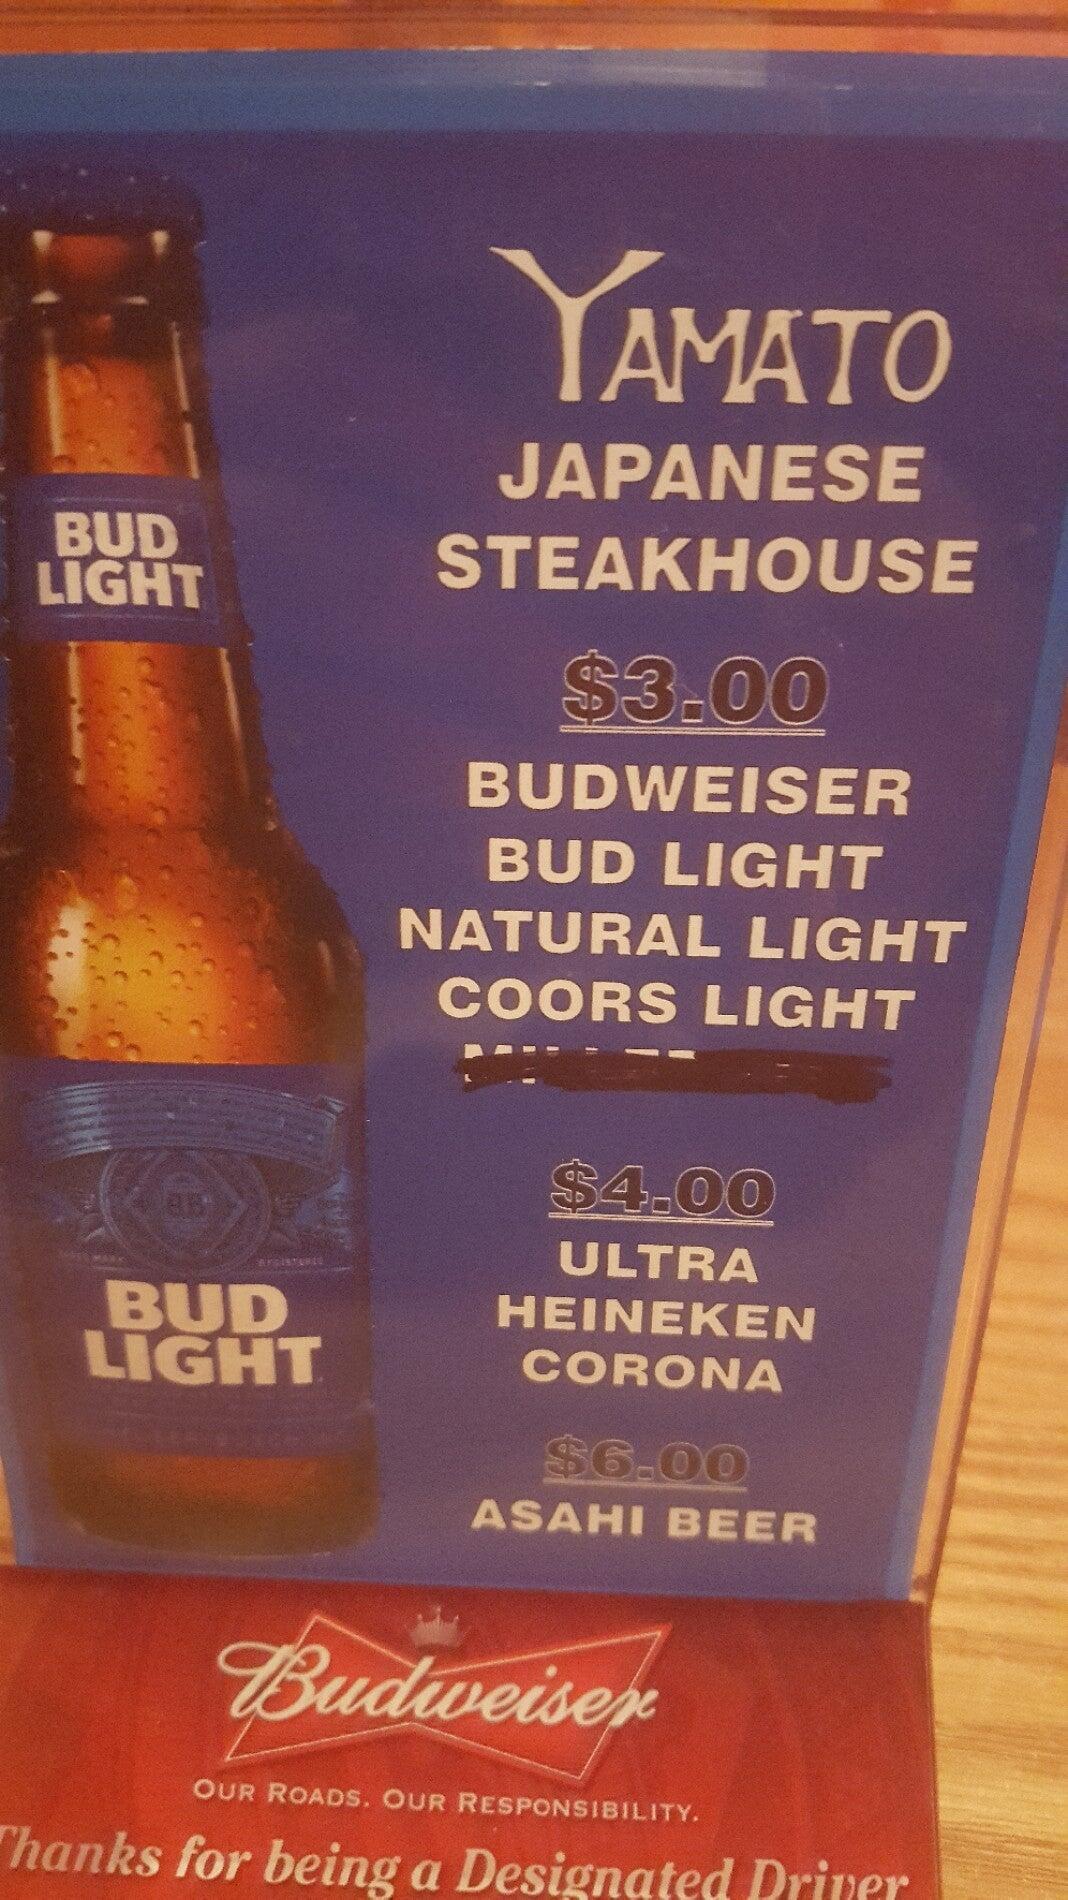 YAMATO
JAPANESE
STEAKHOUSE
$3.00
BUDWEISER
BUD LIGHT
NATURAL LIGHT
COORS LIGHT
$4.00
ULTRA
HEINEKEN
CORONA
$6.00
ASAHI BEER
BUD
LIGHT
BUD
LIGHT
Budweiser
OUR ROADS. OUR RESPONSIBILITY.
Thanks for being a Designated Driver